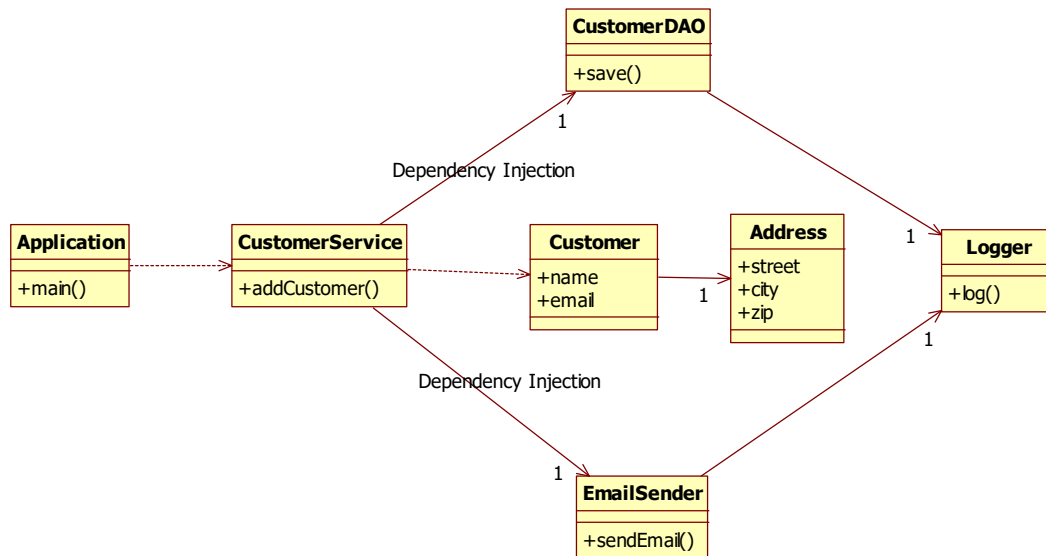 CustomerDAO
+save()
1
Dependency Injection
Application
+main()
CustomerService
+addCustomer()
Customer
+name
+email
1
Address
+street
+city
+zip
1
Logger
+log()
1
Dependency Injection
1
EmailSender
+sendEmail()